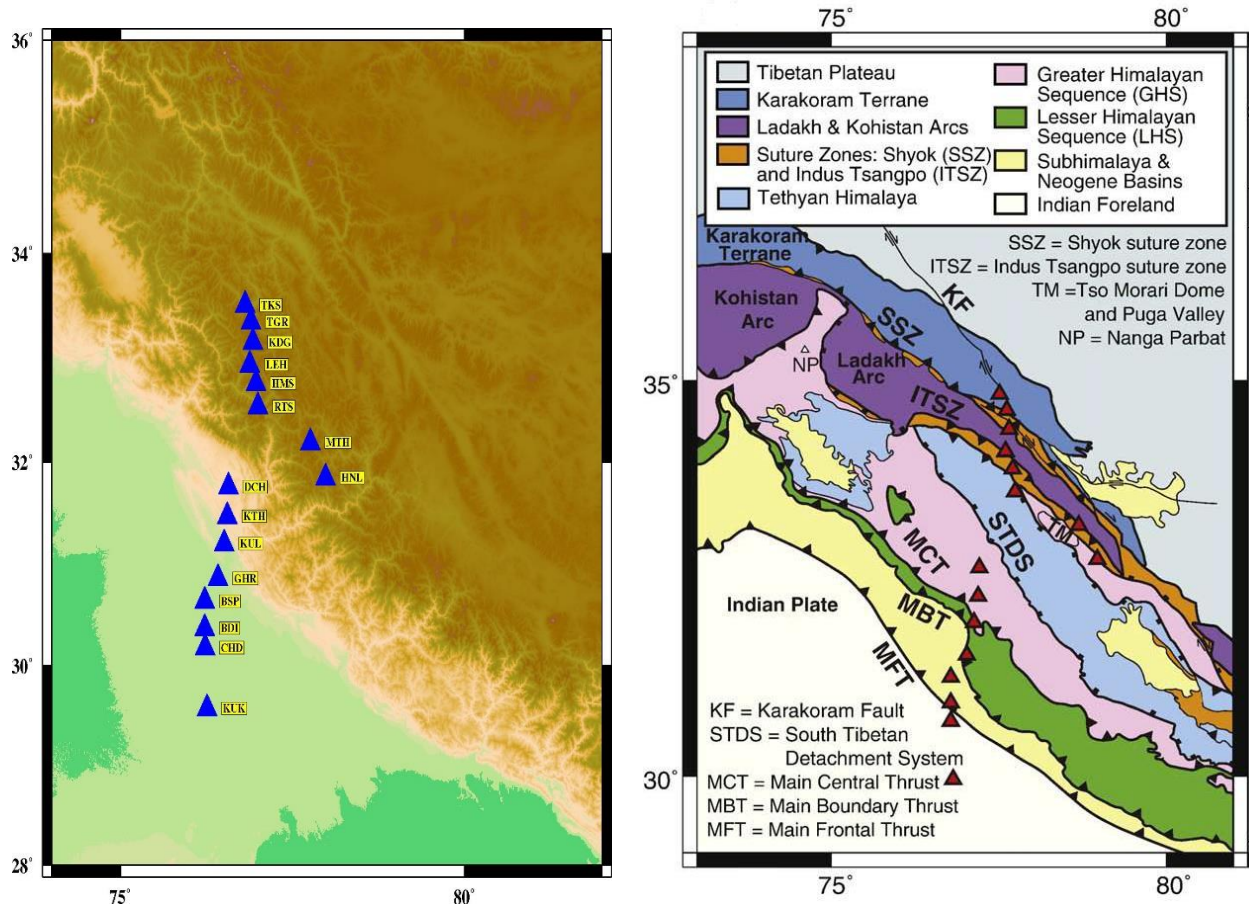 36°
34°
32°
30°
28°
75°
80°
TKS
TGR
KDG
LEH
HMS
RTS
MTH
HNL
DCH
KTH
KUL
GHR
BSP
BDI
CHD
KUK
75°
80°
Tibetan Plateau
Karakoram Terrane
Ladakh & Kohistan Arcs
Suture Zones: Shyok (SSZ)
and Indus Tsangpo (ITSZ)
Tethyan Himalaya
Greater Himalayan
Sequence (GHS)
Lesser Himalayan
Sequence (LHS)
Subhimalaya &
Neogene Basins
Indian Foreland
SSZ = Shyok suture zone
ITSZ = Indus Tsangpo suture zone
TM =Tso Morari Dome
and Puga Valley
NP = Nanga Parbat
Karakoram
Terrane
Kohistan
Arc
KF
SSZ
NP
Ladakh
Arc
ITSZ
35°
TM
STDS
MCT
MBT
Indian Plate
MFT
KF = Karakoram Fault
STDS = South Tibetan
Detachment System
MCT = Main Central Thrust
MBT = Main Boundary Thrust
MFT = Main Frontal Thrust
30°
75°
80°